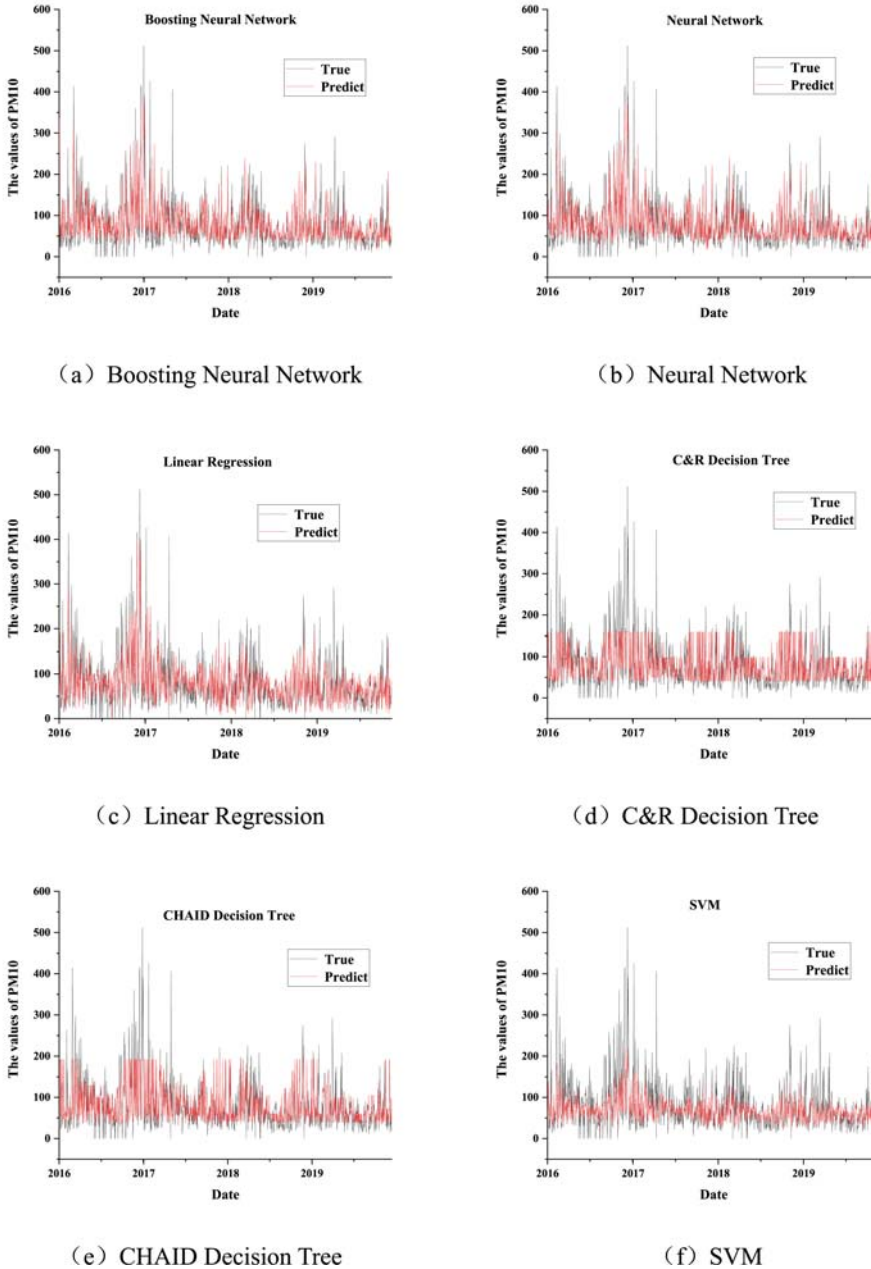 Boosting Neural Network
True
Predict
The values of PM10
600
500
400
300
200
100
0
2016 2017 2018 2019
Date
(a) Boosting Neural Network
Neural Network
True
Predict
The values of PM10
600
500
400
300
200
100
0
2016 2017 2018 2019
Date
(b) Neural Network
Linear Regression
True
Predict
The values of PM10
600
500
400
300
200
100
0
2016 2017 2018 2019
Date
(c) Linear Regression
C&R Decision Tree
True
Predict
The values of PM10
600
500
400
300
200
100
0
2016 2017 2018 2019
Date
(d) C&R Decision Tree
CHAID Decision Tree
True
Predict
The values of PM10
600
500
400
300
200
100
0
2016 2017 2018 2019
Date
(e) CHAID Decision Tree
SVM
True
Predict
The values of PM10
600
500
400
300
200
100
0
2016 2017 2018 2019
Date
(f) SVM